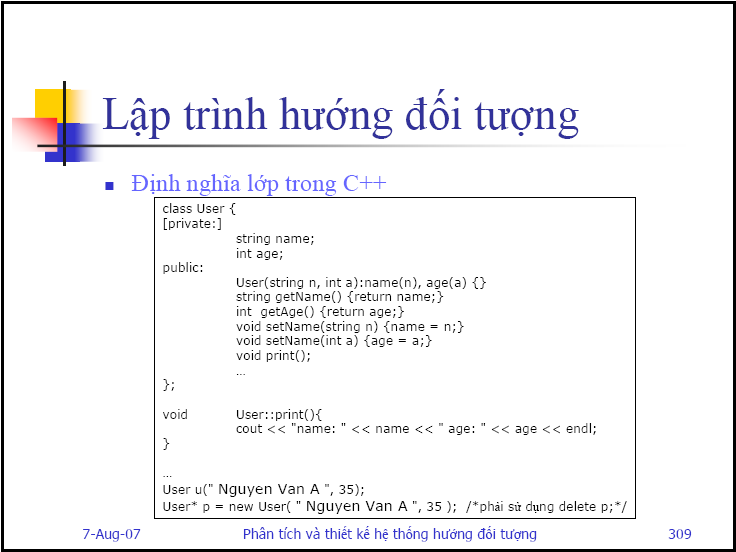 Lập trình hướng đối tượng
Định nghĩa lớp trong C++
class User {
[private:]
string name;
int age;
public:
User(string n, int a):name(n), age(a) {}
string getName() {return name;}
int getAge() {return age;}
void setName(string n) {name = n;}
void setName(int a) {age = a;}
void print();
…
};
void User::print(){
cout << "name: " << name << " age: " << age << endl;
}
…
User u(" Nguyen Van A ", 35);
User* p = new User( " Nguyen Van A ", 35 ); /*phải sử dụng delete p;*/
7-Aug-07 Phân tích và thiết kế hệ thống hướng đối tượng 309